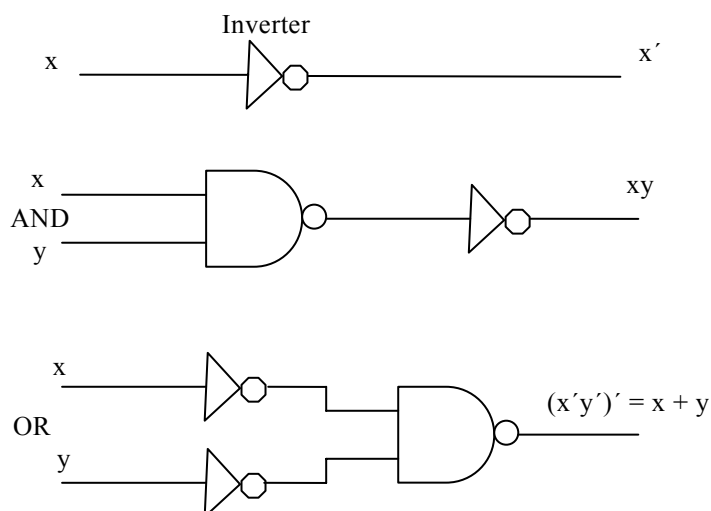 Inverter
x
x´
x
xy
AND
y
x
(x´y´)´ = x + y
OR
y